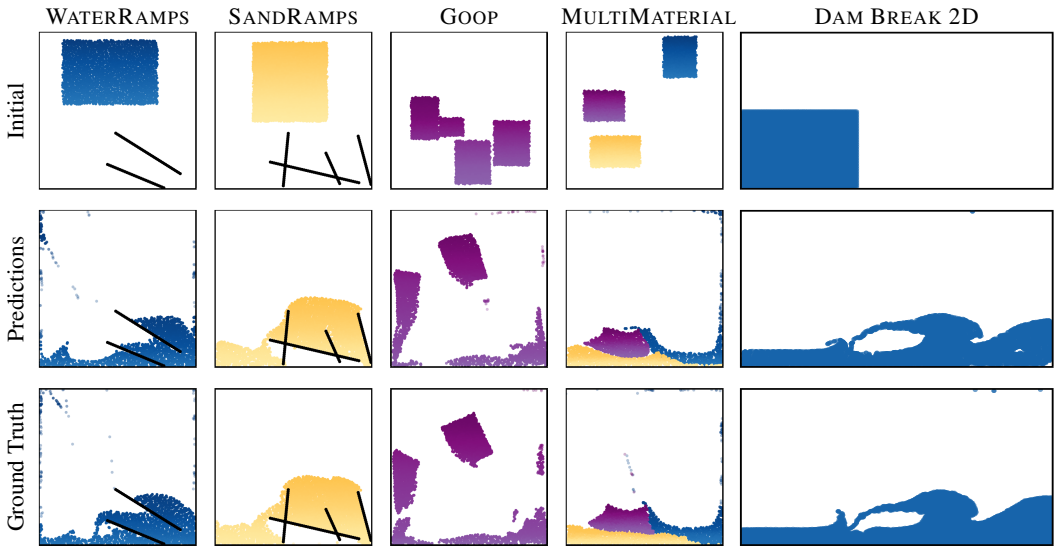 WATERRAMPS SANDRAMPS GOOP MULTIMATERIAL DAM BREAK 2D
Initial
Predictions
Ground Truth